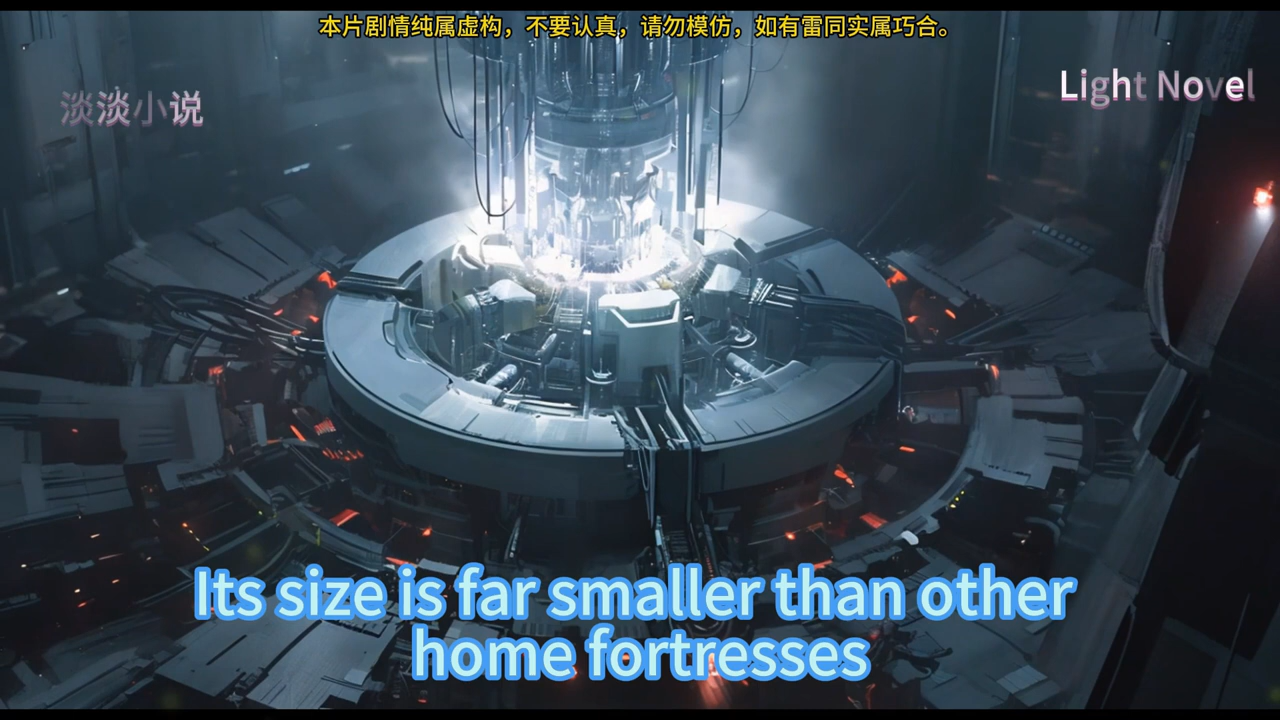 本片剧情纯属虚构，不要认真，请勿模仿，如有雷同实属巧合。
淡淡小说
Light Novel
Its size is far smaller than other
home fortresses